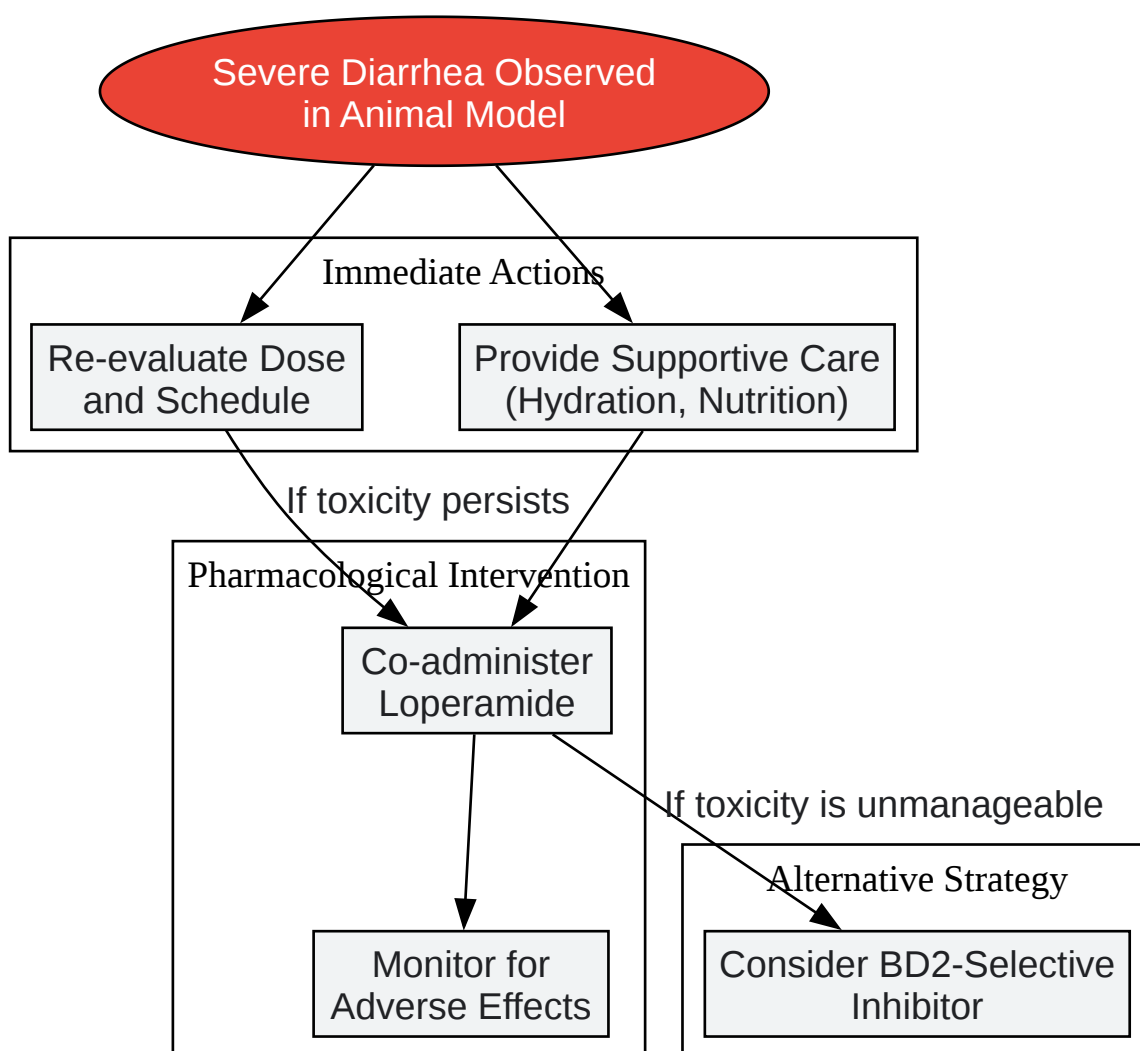 Severe Diarrhea Observed
in Animal Model
Immediate Actions
Re-evaluate Dose
and Schedule
Provide Supportive Care
(Hydration, Nutrition)
If toxicity persists
Pharmacological Intervention
Co-administer
Loperamide
If toxicity is unmanageable
Alternative Strategy
Monitor for
Adverse Effects
Consider BD2-Selective
Inhibitor